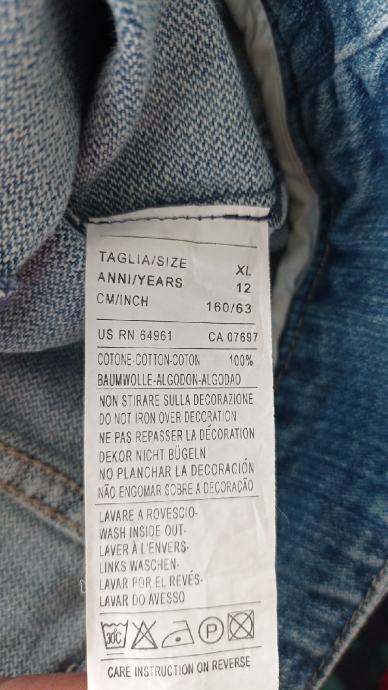 TAGLIA/SIZE XL
ANNI/YEARS 12
CM/INCH 160/63
US RN 64961 CA 07697
COTONE-COTTON-COTON 100%
BAUMWOLLE-ALGODON-ALGODAO
NON STIRARE SULLA DECORAZIONE
DO NOT IRON OVER DECORATION
NE PAS REPASSER LA DÉCORATION
DEKOR NICHT BÜGELN
NO PLANCHAR LA DECORACIÓN
NÃO ENGOMAR SOBRE A DECORAÇÃO
LAVARE A ROVESCIO-
WASH INSIDE OUT-
LAVER À L'ENVERS-
LINKS WASCHEN-
LAVAR POR EL REVÉS-
LAVAR DO AVESSO
30C P
CARE INSTRUCTION ON REVERSE